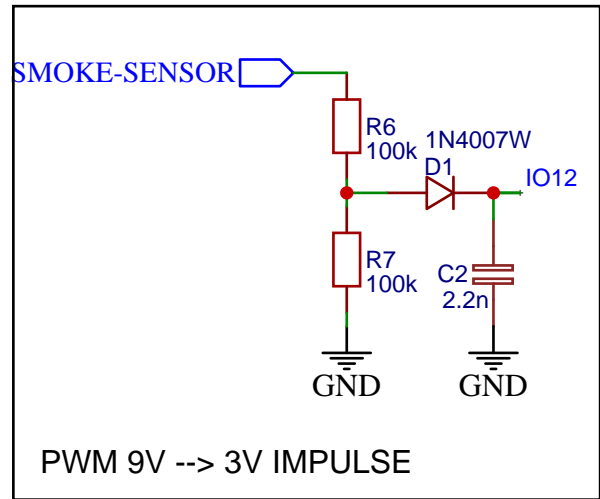 SMOKE-SENSOR
R6
100k
1N4007W
D1
IO12
R7
100k
C2
2.2n
GND
GND
PWM 9V --> 3V IMPULSE